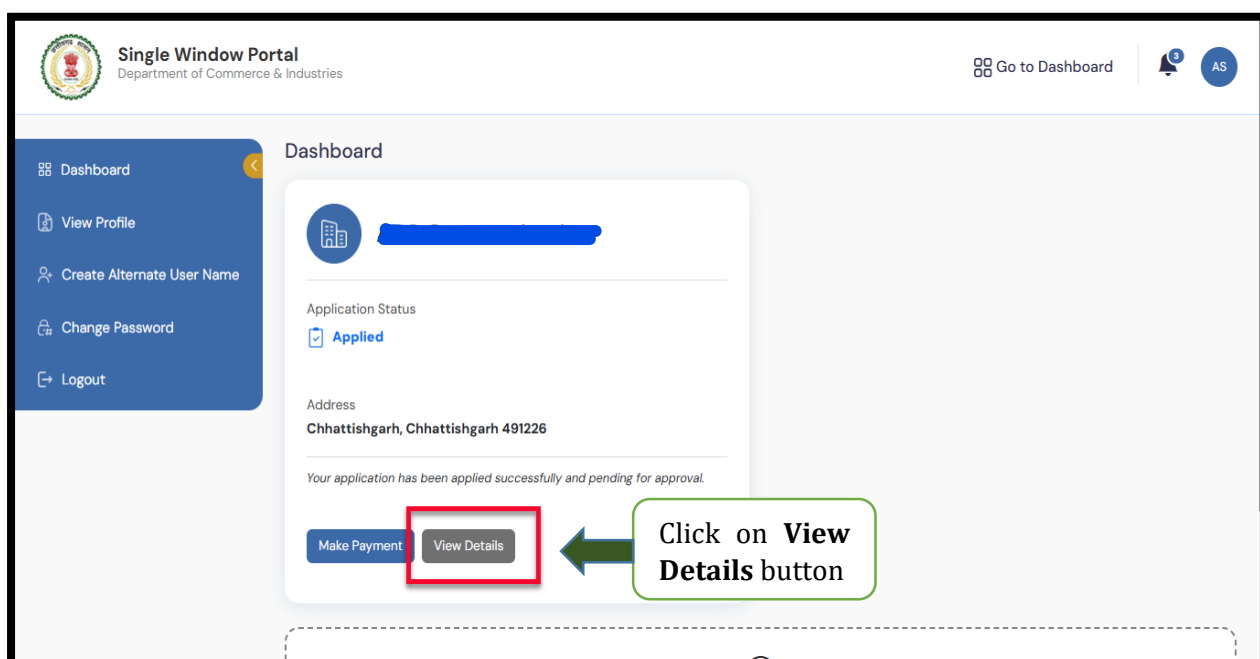 Single Window Portal
Department of Commerce & Industries
Go to Dashboard
3
AS
Dashboard
View Profile
Create Alternate User Name
Change Password
Logout
Dashboard
Application Status
Applied
Address
Chhattishgarh, Chhattishgarh 491226
Your application has been applied successfully and pending for approval.
Make Payment
View Details
Click on View
Details button